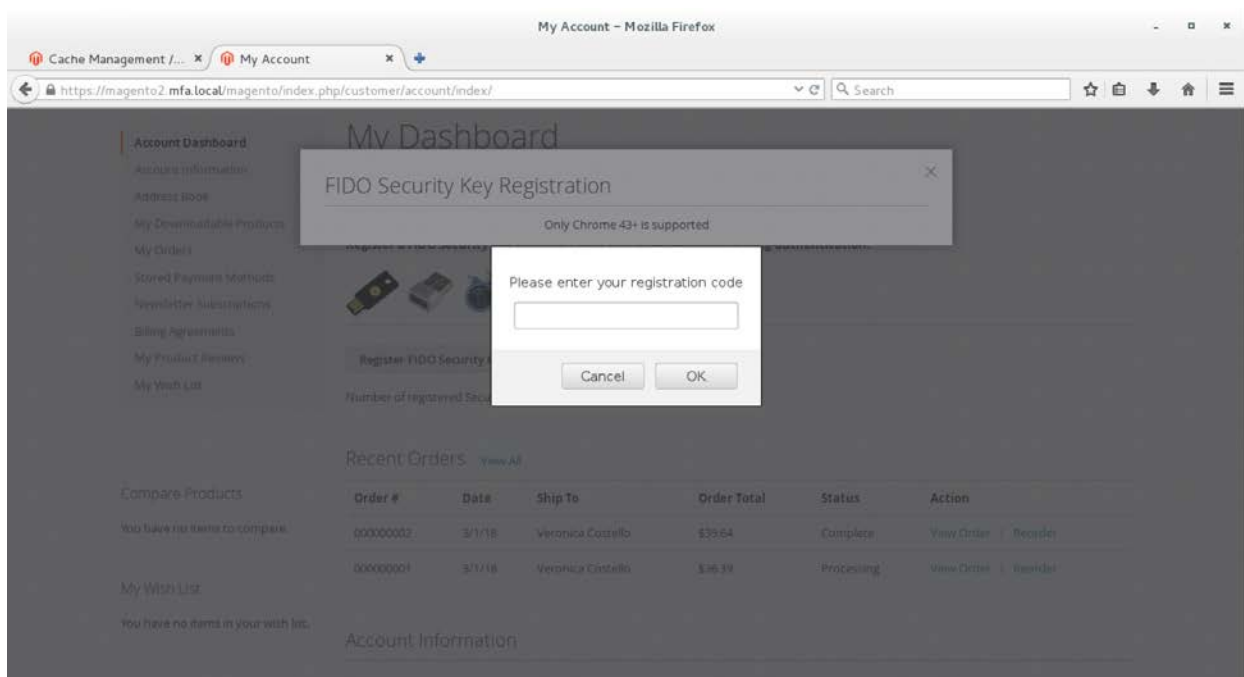 My Account - Mozilla Firefox
Cache Management /...
My Account
https://magento2.mfa.local/magento/index.php/customer/account/index/
Search
Account Dashboard
My Dashboard
Account Information
FIDO Security Key Registration
Address Book
My Downloadable Products
Only Chrome 43+ is supported
My Orders
Stored Payment Methods
Please enter your registration code
Newsletter Subscriptions
Billing Agreements
My Product Reviews
Register FIDO Security
Cancel
OK
My Wish List
Number of registered Secu
Recent Orders
View All
Compare Products
Order # Date Ship To Order Total Status Action
You have no items to compare.
000000002 3/1/18 Veronica Costello $39.64 Complete View Order | Reorder
000000001 3/1/18 Veronica Costello $36.39 Processing View Order | Reorder
My Wish List
You have no items in your wish list.
Account Information